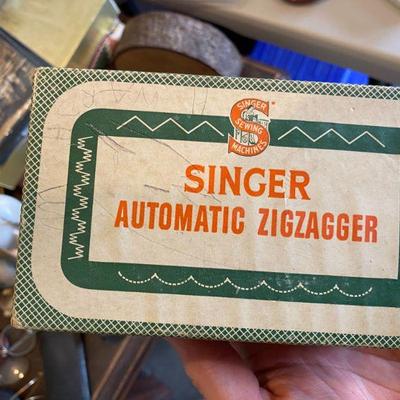 SINGER
SEWING
MACHINES
SINGER
AUTOMATIC ZIGZAGGER